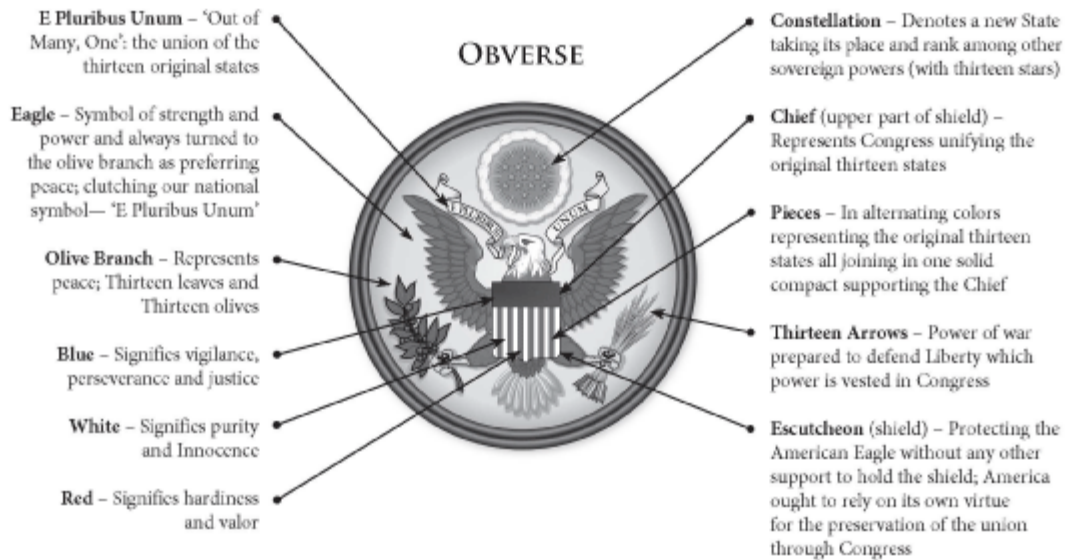 OBVERSE
E Pluribus Unum – ‘Out of
Many, One’: the union of the
thirteen original states
Eagle – Symbol of strength and
power and always turned to
the olive branch as preferring
peace; clutching our national
symbol— ‘E Pluribus Unum’
Olive Branch – Represents
peace; Thirteen leaves and
Thirteen olives
Blue – Signifies vigilance,
perseverance and justice
White – Signifies purity
and Innocence
Red – Signifies hardiness
and valor
E PLURIBUS
UNUM
Constellation – Denotes a new State
taking its place and rank among other
sovereign powers (with thirteen stars)
Chief (upper part of shield) –
Represents Congress unifying the
original thirteen states
Pieces – In alternating colors
representing the original thirteen
states all joining in one solid
compact supporting the Chief
Thirteen Arrows – Power of war
prepared to defend Liberty which
power is vested in Congress
Escutcheon (shield) – Protecting the
American Eagle without any other
support to hold the shield; America
ought to rely on its own virtue
for the preservation of the union
through Congress